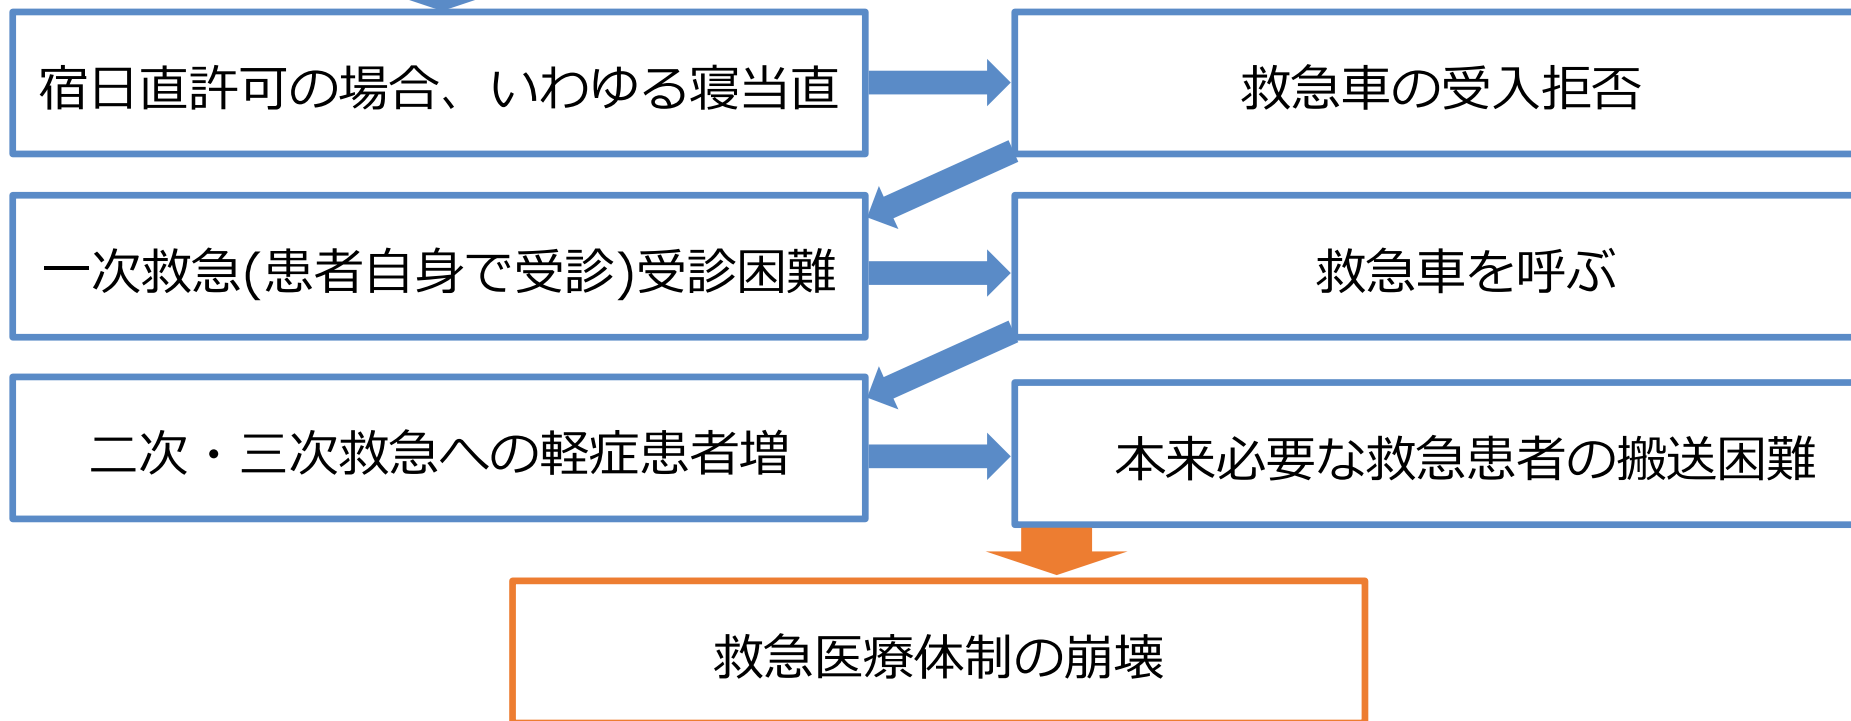 宿日直許可の場合、いわゆる寝当直
救急車の受入拒否
一次救急(患者自身で受診)受診困難
救急車を呼ぶ
二次・三次救急への軽症患者増
本来必要な救急患者の搬送困難
救急医療体制の崩壊